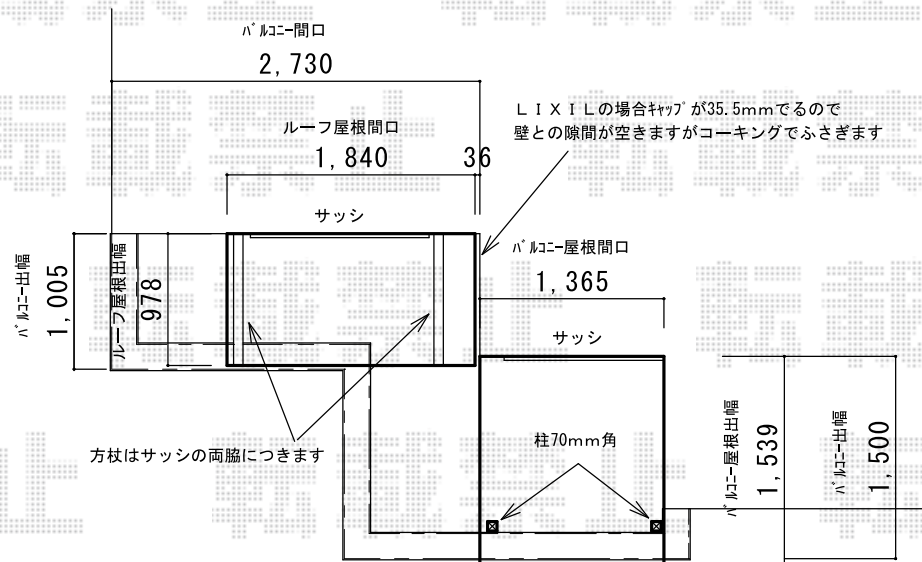 ﾊﾞﾙｺﾆｰ間口
2,730
ＬＩＸＩＬの場合ｷｬｯﾌﾟが35.5mmでるので
壁との隙間が空きますがコーキングでふさぎます
ルーフ屋根間口
1,840
36
サッシ
ﾊﾞﾙｺﾆｰ屋根間口
1,365
サッシ
ﾊﾞﾙｺﾆｰ出幅
1,005
ルーフ屋根出幅
978
方杖はサッシの両脇につきます
柱70mm角
ﾊﾞﾙｺﾆｰ屋根出幅
1,539
ﾊﾞﾙｺﾆｰ出幅
1,500